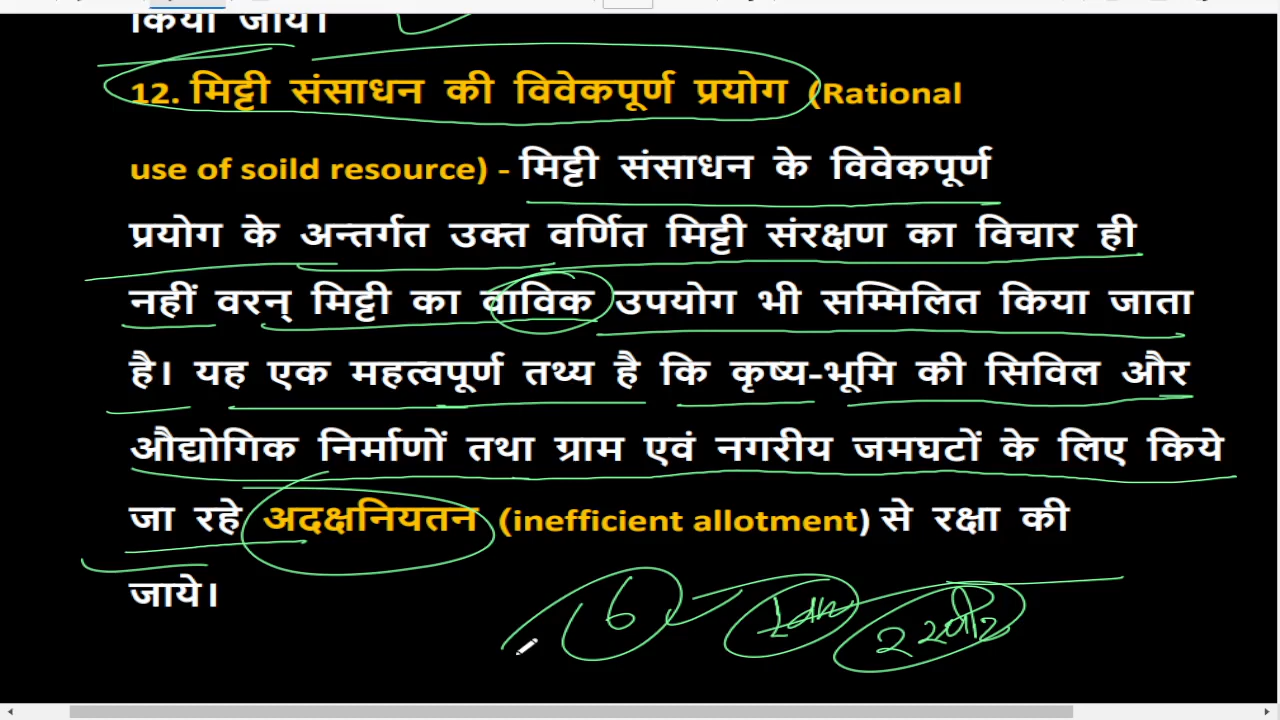 किया जाये।
12. मिट्टी संसाधन की विवेकपूर्ण प्रयोग (Rational
use of soild resource) - मिट्टी संसाधन के विवेकपूर्ण
प्रयोग के अन्तर्गत उक्त वर्णित मिट्टी संरक्षण का विचार ही
नहीं वरन् मिट्टी का वाविक उपयोग भी सम्मिलित किया जाता
है। यह एक महत्वपूर्ण तथ्य है कि कृष्य-भूमि की सिविल और
औद्योगिक निर्माणों तथा ग्राम एवं नगरीय जमघटों के लिए किये
जा रहे अदक्षनियतन (inefficient allotment) से रक्षा की
जाये।
6